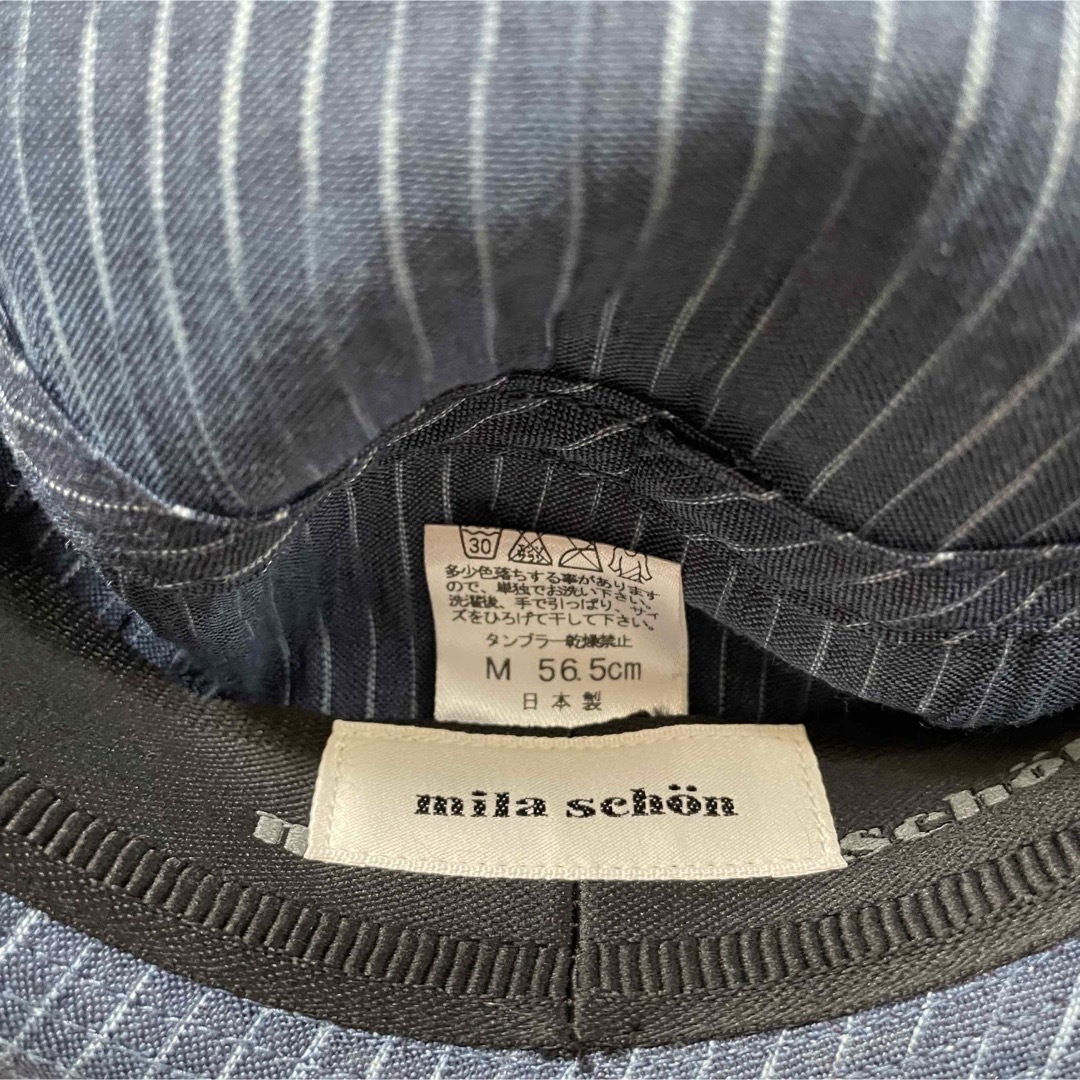 30
多少色落ちする事があります
ので、単独でお洗い下さい。
洗濯後、手で引っぱり、サイ
ズをひろげて干して下さい。
タンブラー乾燥禁止
M 56.5cm
日本製
mila schön